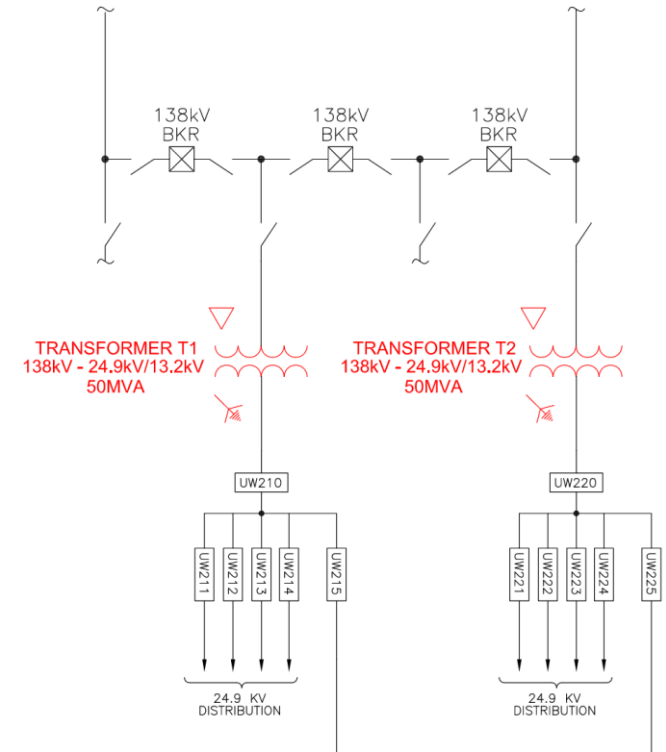 138kV
BKR
138kV
BKR
138kV
BKR
TRANSFORMER T1
138kV - 24.9kV/13.2kV
50MVA
TRANSFORMER T2
138kV - 24.9kV/13.2kV
50MVA
UW210
UW220
UW211
UW212
UW213
UW214
UW215
UW221
UW222
UW223
UW224
UW225
24.9 KV
DISTRIBUTION
24.9 KV
DISTRIBUTION